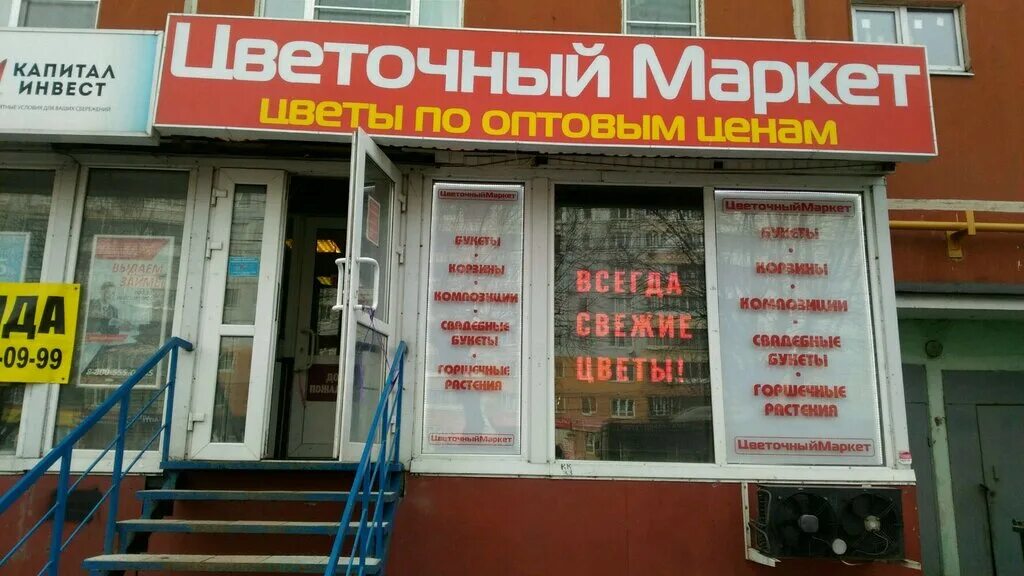 КАПИТАЛ
ИНВЕСТ
Цветочный Маркет
цветы по оптовым ценам
ДА
-09-99
ЦветочныйМаркет
БУКЕТЫ
КОРЗИНЫ
КОМПОЗИЦИИ
СВАДЕБНЫЕ
БУКЕТЫ
ГОРШЕЧНЫЕ
РАСТЕНИЯ
ЦветочныйМаркет
ВСЕГДА
СВЕЖИЕ
ЦВЕТЫ!
ЦветочныйМаркет
БУКЕТЫ
КОРЗИНЫ
КОМПОЗИЦИИ
СВАДЕБНЫЕ
БУКЕТЫ
ГОРШЕЧНЫЕ
РАСТЕНИЯ
ЦветочныйМаркет